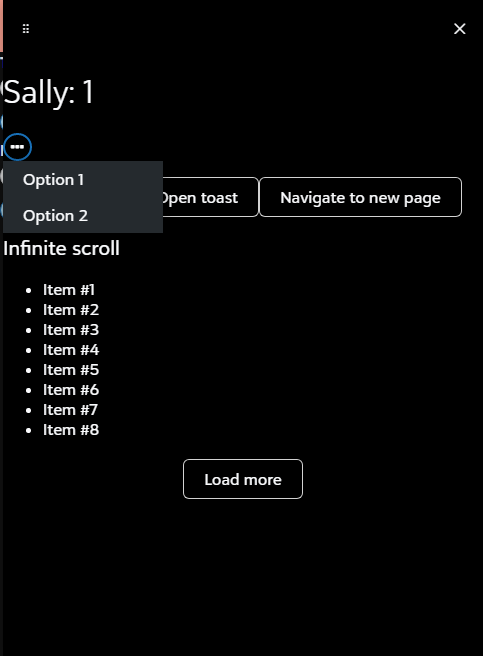 Sally: 1
Option 1
Option 2
Open toast
Navigate to new page
Infinite scroll
Item #1
Item #2
Item #3
Item #4
Item #5
Item #6
Item #7
Item #8
Load more